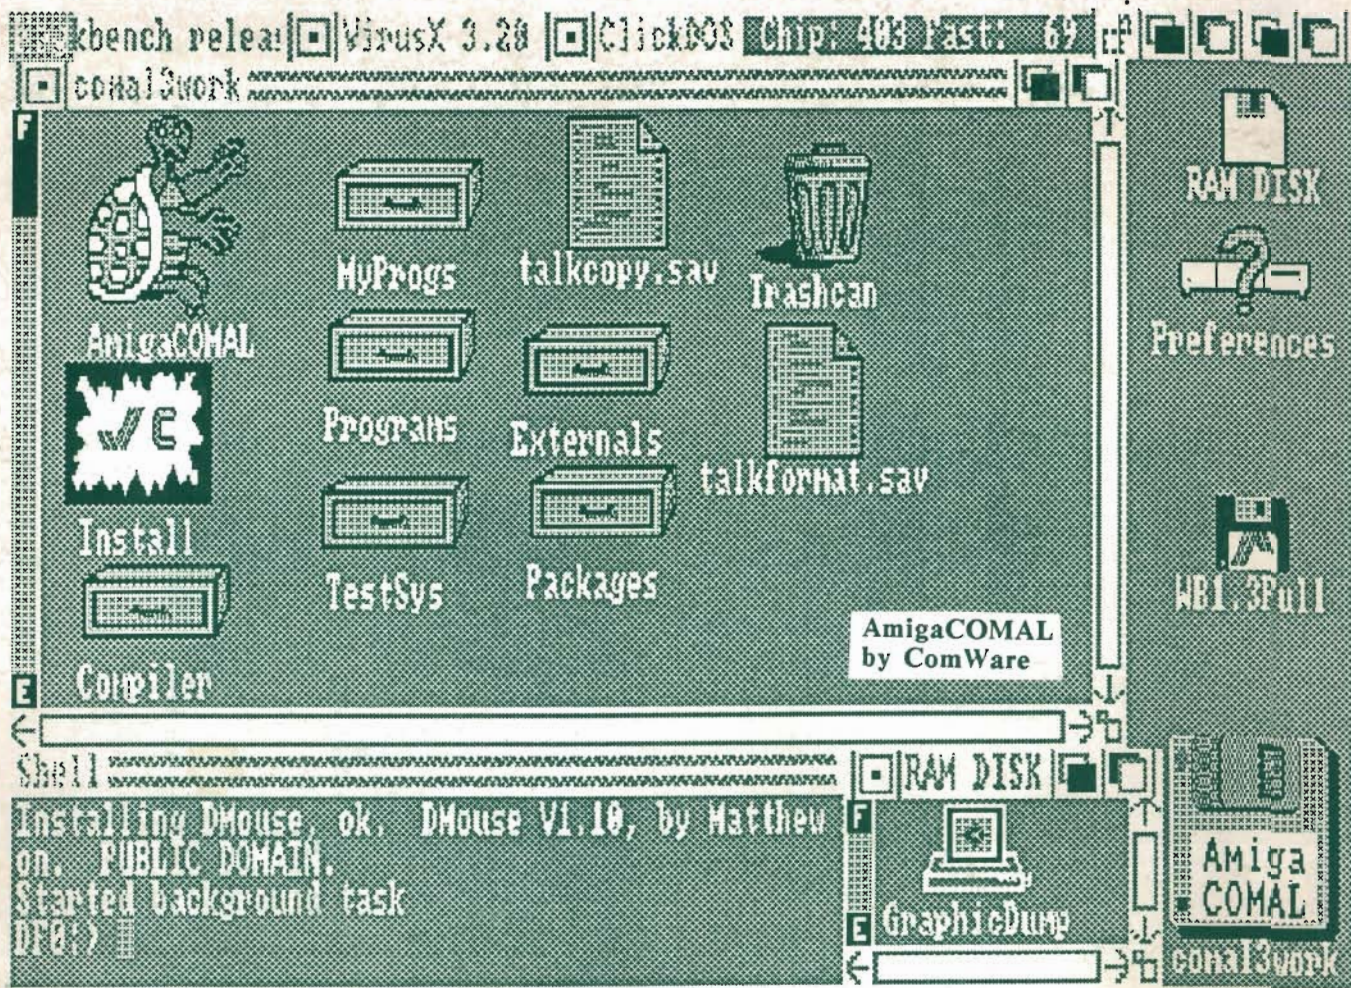 kbench releas VirusX 3.20 ClickDOS Chip: 403 Fast: 69
comal3work
F
AmigaCOMAL
MyProgs
talkcopy.sav
Trashcan
RAM DISK
Preferences
Install
Programs
Externals
talkformat.sav
TestSys
Packages
WB1.3Full
Compiler
AmigaCOMAL
by ComWare
E
Shell
RAM DISK
Installing DMouse, ok. DMouse V1.10, by Matthew
on. PUBLIC DOMAIN.
Started background task
DF0:>
F
E
GraphicDump
Amiga
COMAL
comal3work